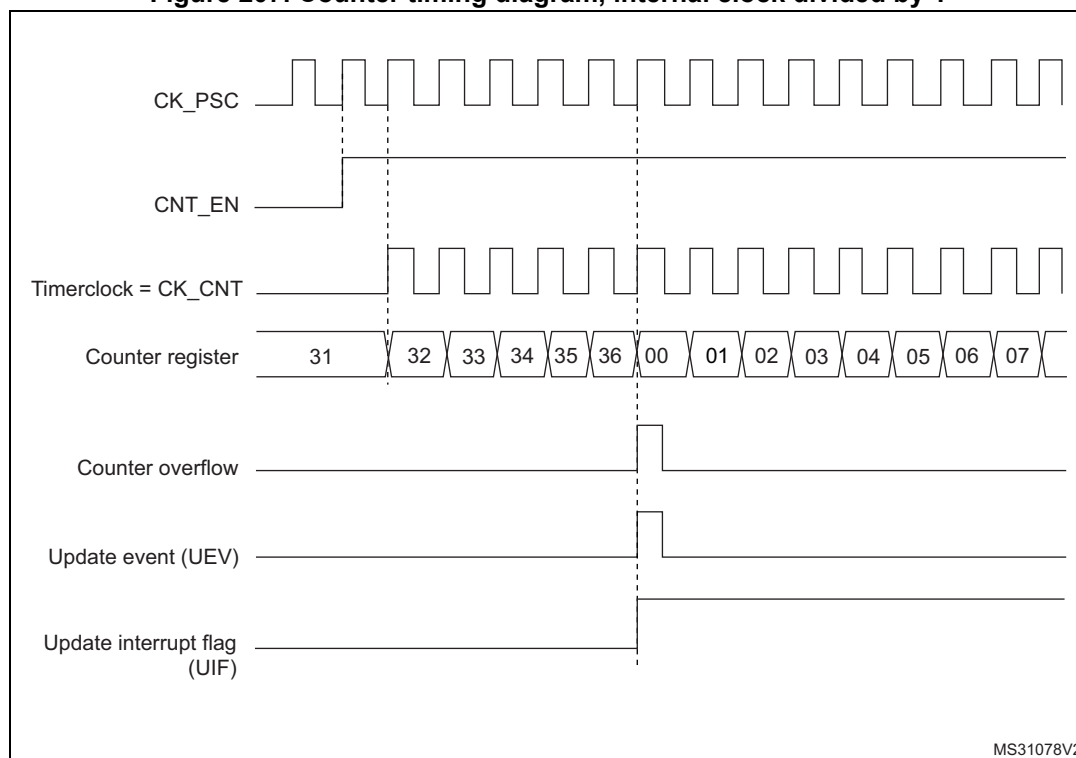 CK_PSC
CNT_EN
Timerclock = CK_CNT
Counter register 31 32 33 34 35 36 00 01 02 03 04 05 06 07
Counter overflow
Update event (UEV)
Update interrupt flag
(UIF)
MS31078V2